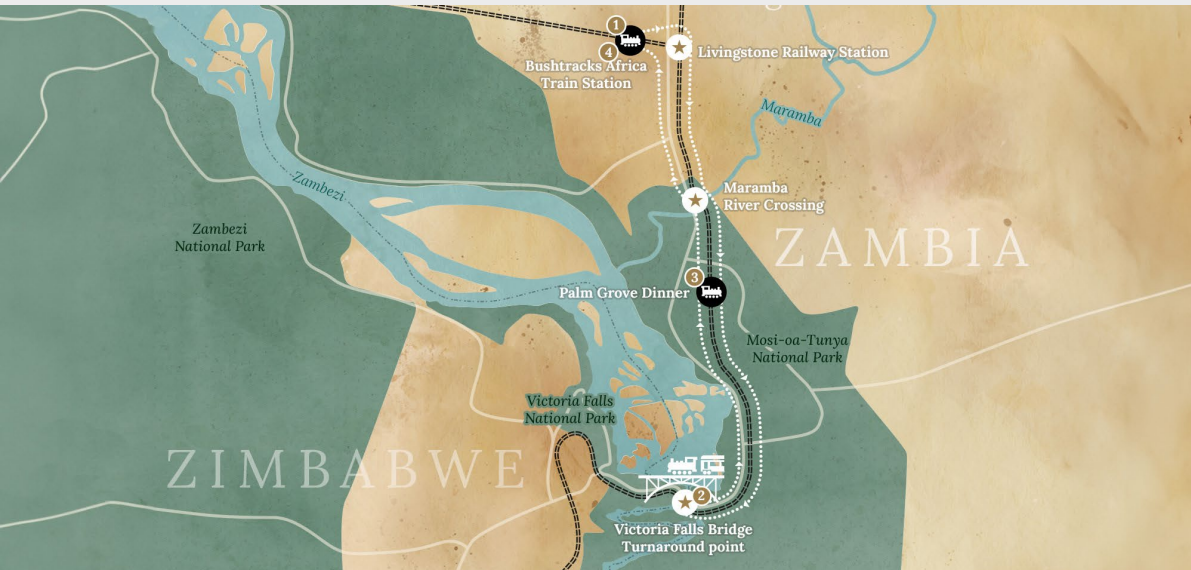 1
4
Bushtracks Africa
Train Station
Livingstone Railway Station
Maramba
Zambezi
Maramba
River Crossing
Zambezi
National Park
ZAMBIA
3
Palm Grove Dinner
Mosi-oa-Tunya
National Park
Victoria Falls
National Park
ZIMBABWE
2
Victoria Falls Bridge
Turnaround point